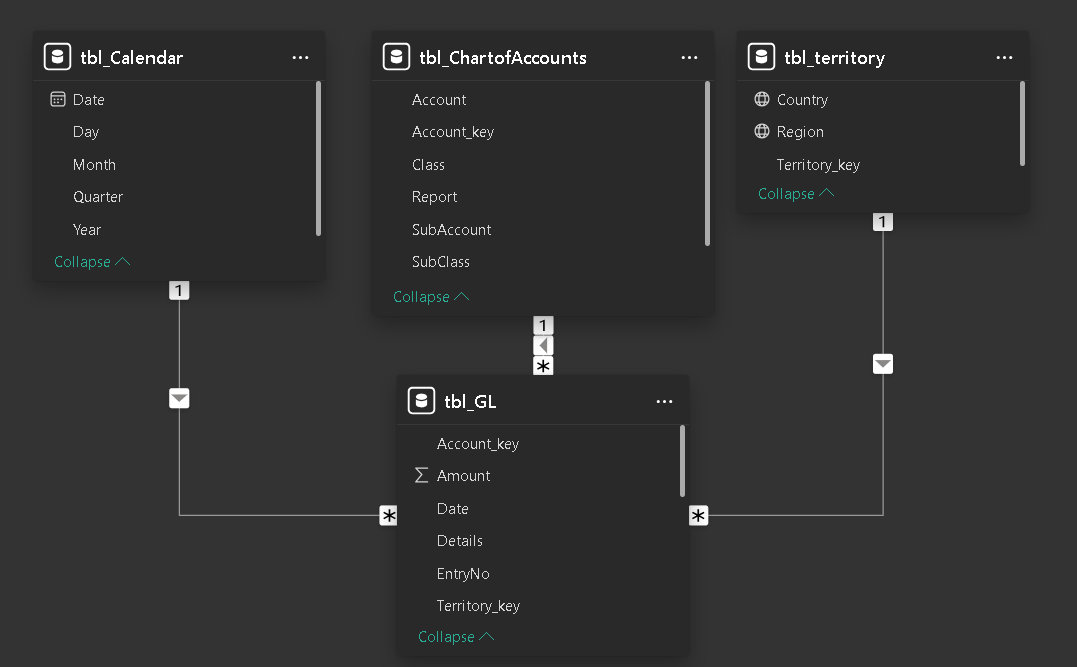 tbl_Calendar
Date
Day
Month
Quarter
Year
Collapse
tbl_ChartofAccounts
Account
Account_key
Class
Report
SubAccount
SubClass
Collapse
tbl_territory
Country
Region
Territory_key
Collapse
1
1
*
1
tbl_GL
Account_key
Amount
Date
Details
EntryNo
Territory_key
Collapse
*
*